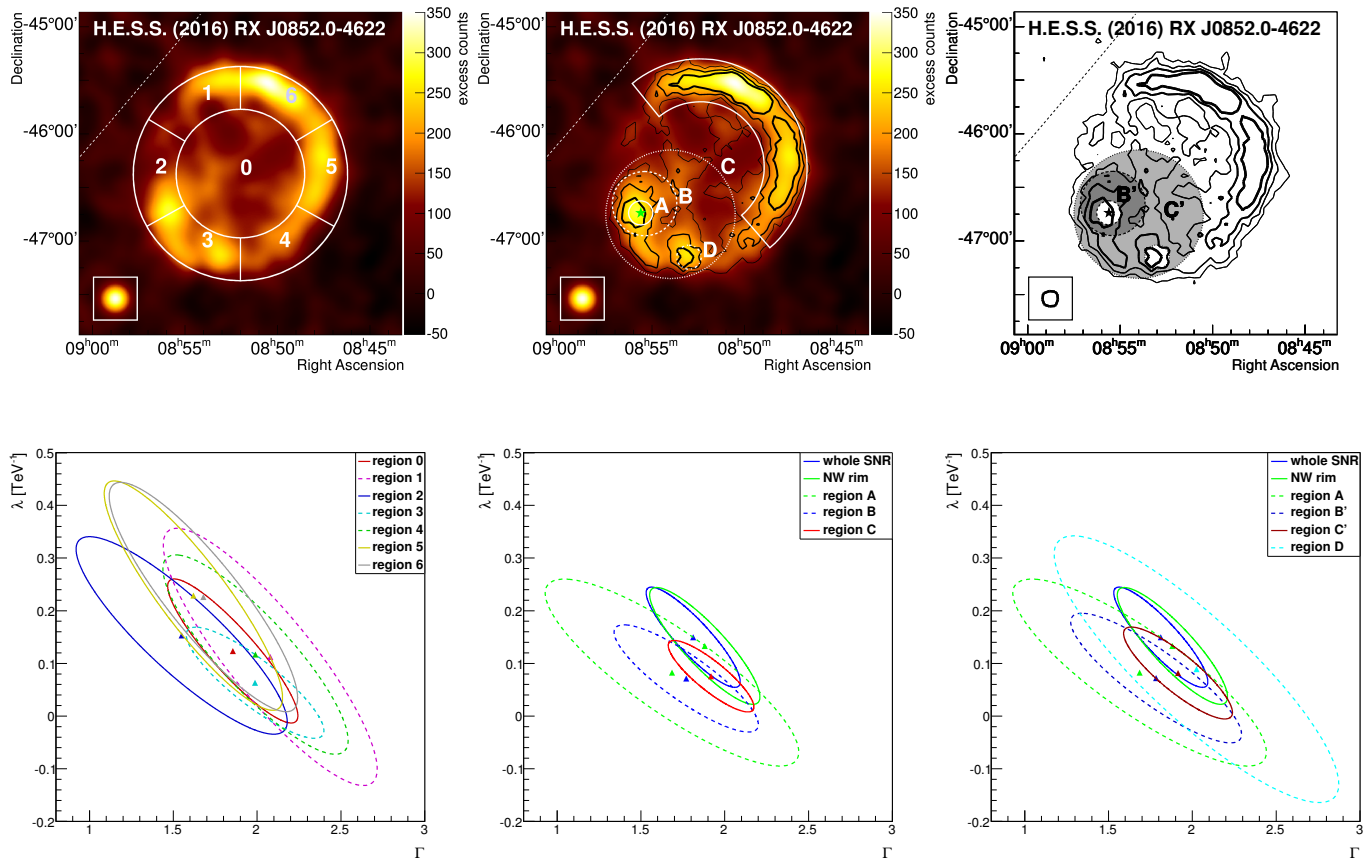 H.E.S.S. (2016) RX J0852.0-4622
Declination
-45°00'
-46°00'
-47°00'
1
6
2
0
5
3
4
09h00m
08h55m
08h50m
08h45m
Right Ascension
350
300
250
200
150
100
50
0
-50
excess counts
H.E.S.S. (2016) RX J0852.0-4622
Declination
-45°00'
-46°00'
-47°00'
C
A
B
D
09h00m
08h55m
08h50m
08h45m
Right Ascension
350
300
250
200
150
100
50
0
-50
excess counts
H.E.S.S. (2016) RX J0852.0-4622
Declination
-45°00'
-46°00'
-47°00'
B'
A
C'
09h00m
08h55m
08h50m
08h45m
Right Ascension
λ [TeV⁻¹]
0.5
0.4
0.3
0.2
0.1
0
-0.1
-0.2
1
1.5
2
2.5
3
Γ
region 0
region 1
region 2
region 3
region 4
region 5
region 6
λ [TeV⁻¹]
0.5
0.4
0.3
0.2
0.1
0
-0.1
-0.2
1
1.5
2
2.5
3
Γ
whole SNR
NW rim
region A
region B
region C
λ [TeV⁻¹]
0.5
0.4
0.3
0.2
0.1
0
-0.1
-0.2
1
1.5
2
2.5
3
Γ
whole SNR
NW rim
region A
region B'
region C'
region D